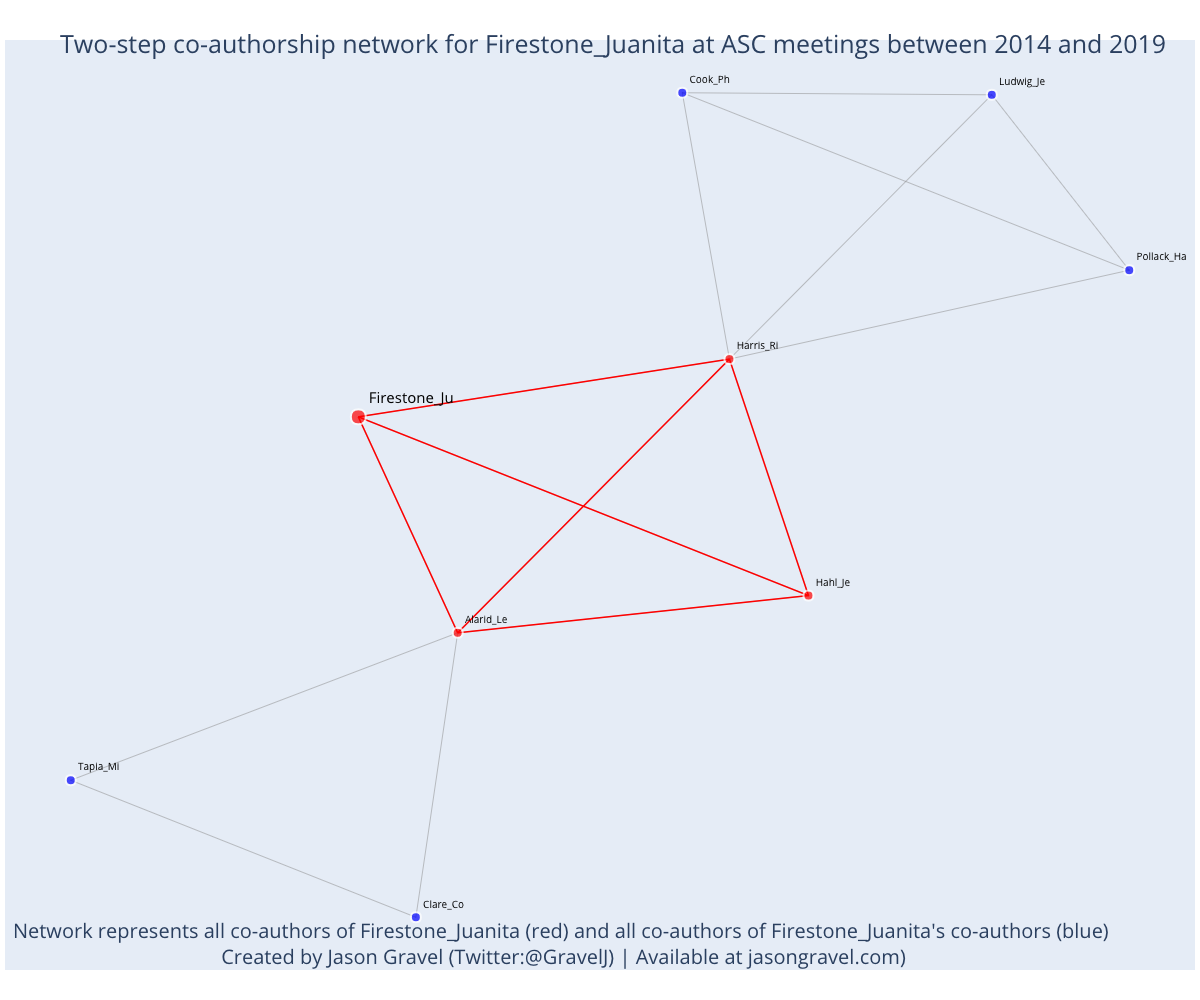 Two-step co-authorship network for Firestone_Juanita at ASC meetings between 2014 and 2019
Cook_Ph
Ludwig_Je
Pollack_Ha
Harris_Ri
Firestone_Ju
Hahl_Je
Alarid_Le
Tapia_Mi
Clare_Co
Network represents all co-authors of Firestone_Juanita (red) and all co-authors of Firestone_Juanita's co-authors (blue)
Created by Jason Gravel (Twitter:@GravelJ) | Available at jasongravel.com)